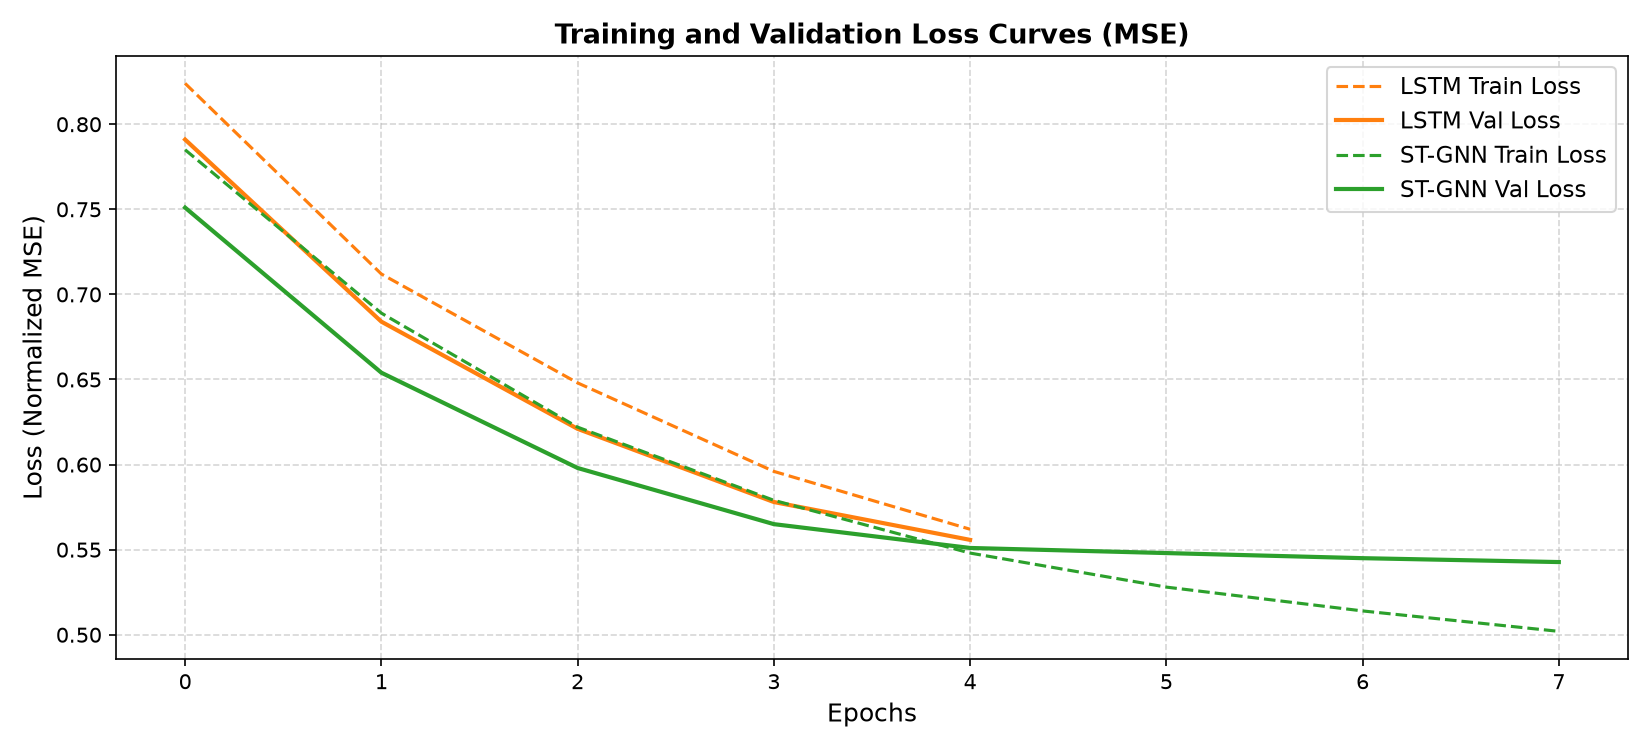 Training and Validation Loss Curves (MSE)
LSTM Train Loss
LSTM Val Loss
ST-GNN Train Loss
ST-GNN Val Loss
Loss (Normalized MSE)
0.80
0.75
0.70
0.65
0.60
0.55
0.50
0 1 2 3 4 5 6 7
Epochs